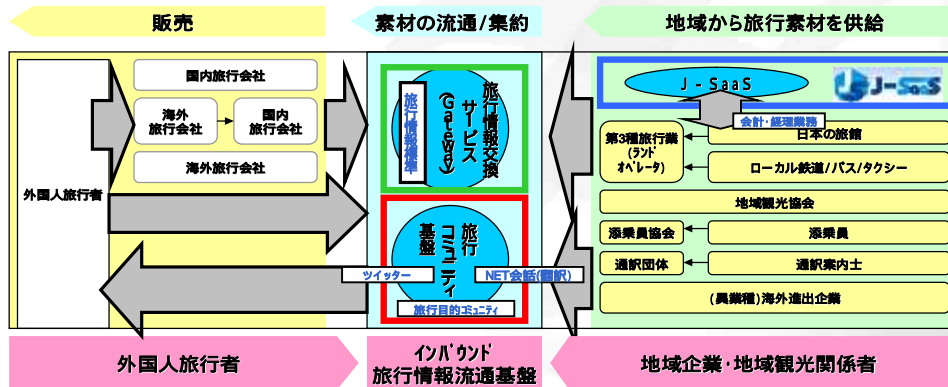 販売
素材の流通/集約
地域から旅行素材を供給
外国人旅行者
国内旅行会社
海外
旅行会社
国内
旅行会社
海外旅行会社
旅行情報標準
旅行情報交換
サービス
(Gateway)
旅行
コミュニティ
基盤
ツイッター
NET会話(翻訳)
旅行目的コミュニティ
J-SaaS
J-SaaS
会計・経理業務
第3種旅行業
(ランド
オペレータ)
日本の旅館
ローカル鉄道/バス/タクシー
地域観光協会
添乗員協会
添乗員
通訳団体
通訳案内士
(異業種)海外進出企業
外国人旅行者
インバウンド
旅行情報流通基盤
地域企業・地域観光関係者